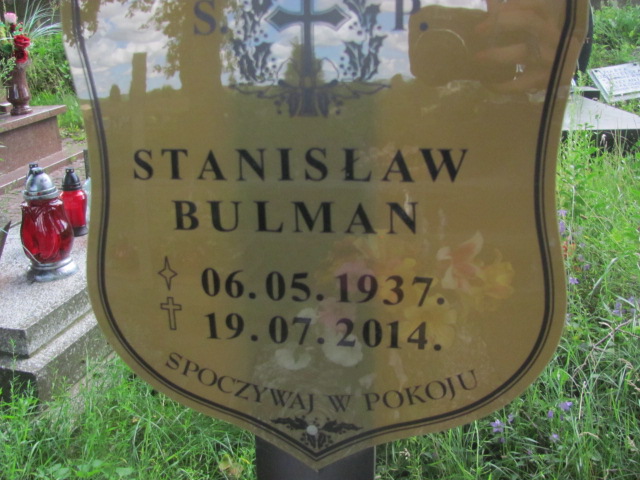 S. P.
STANISŁAW
BULMAN
06.05.1937.
19.07.2014.
SPOCZYWAJ W POKOJU